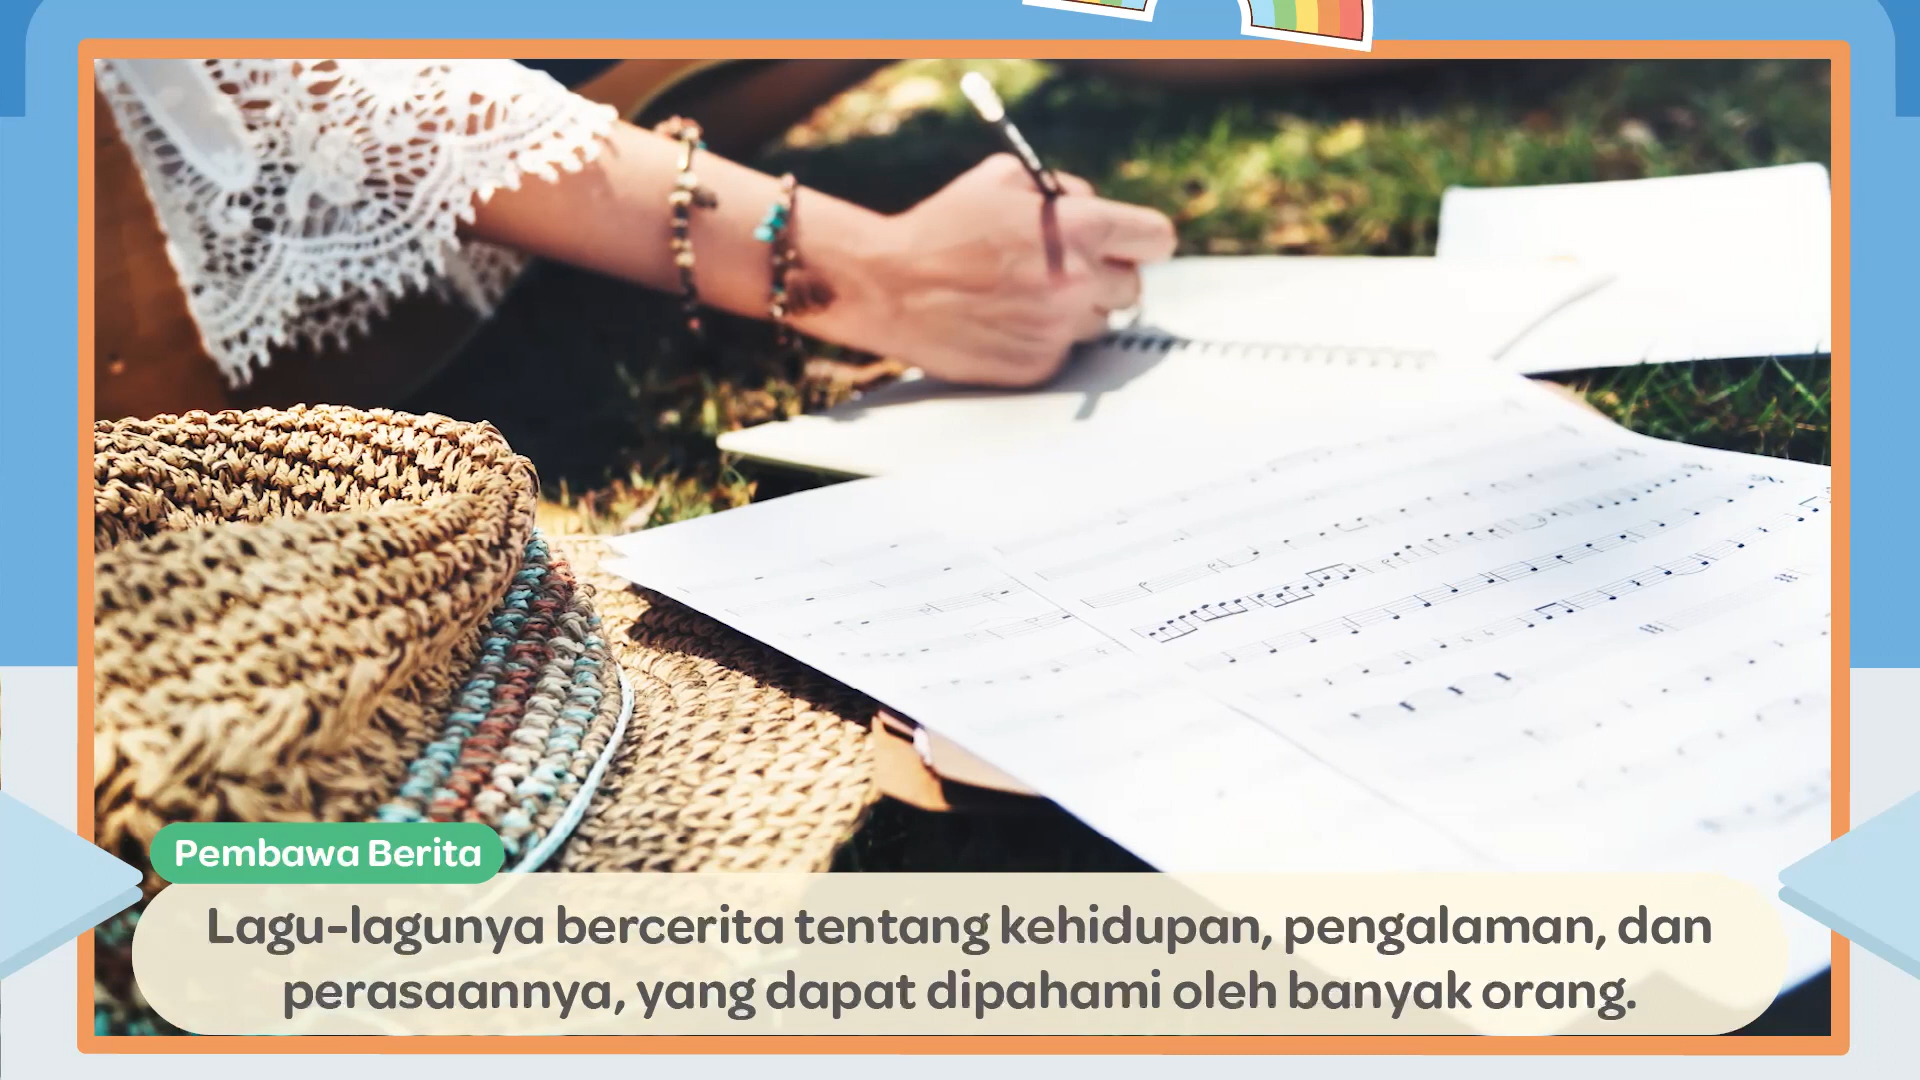 Pembawa Berita
Lagu-lagunya bercerita tentang kehidupan, pengalaman, dan
perasaannya, yang dapat dipahami oleh banyak orang.